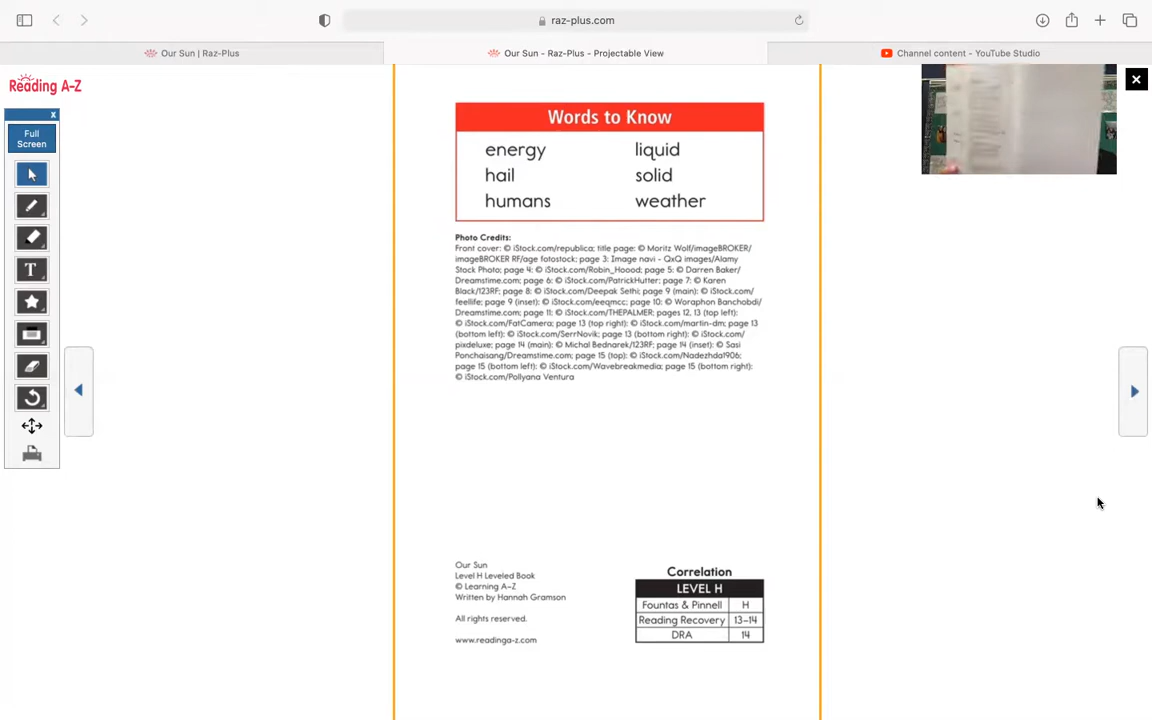 raz-plus.com
Our Sun | Raz-Plus
Our Sun - Raz-Plus - Projectable View
Channel content - YouTube Studio
Reading A-Z
x
Full
Screen
T
Words to Know
energy liquid
hail solid
humans weather
Photo Credits:
Front cover: © iStock.com/republica; title page: © Moritz Wolf/imageBROKER/
imageBROKER RF/age fotostock; page 3: Image navi - QxQ images/Alamy
Stock Photo; page 4: © iStock.com/Robin_Hoood; page 5: © Darren Baker/
Dreamstime.com; page 6: © iStock.com/PatrickHutter; page 7: © Karen
Black/123RF; page 8: © iStock.com/Deepak Sethi; page 9 (main): © iStock.com/
feellife; page 9 (inset): © iStock.com/eeqmcc; page 10: © Woraphon Banchobdi/
Dreamstime.com; page 11: © iStock.com/THEPALMER; pages 12, 13 (top left):
© iStock.com/FatCamera; page 13 (top right): © iStock.com/martin-dm; page 13
(bottom left): © iStock.com/SerrNovik; page 13 (bottom right): © iStock.com/
pixdeluxe; page 14 (main): © Michal Bednarek/123RF; page 14 (inset): © Sasi
Ponchaisang/Dreamstime.com; page 15 (top): © iStock.com/Nadezhda1906;
page 15 (bottom left): © iStock.com/Wavebreakmedia; page 15 (bottom right):
© iStock.com/Pollyana Ventura
Our Sun
Level H Leveled Book
© Learning A–Z
Written by Hannah Gramson
All rights reserved.
www.readinga-z.com
Correlation
LEVEL H
Fountas & Pinnell H
Reading Recovery 13–14
DRA 14